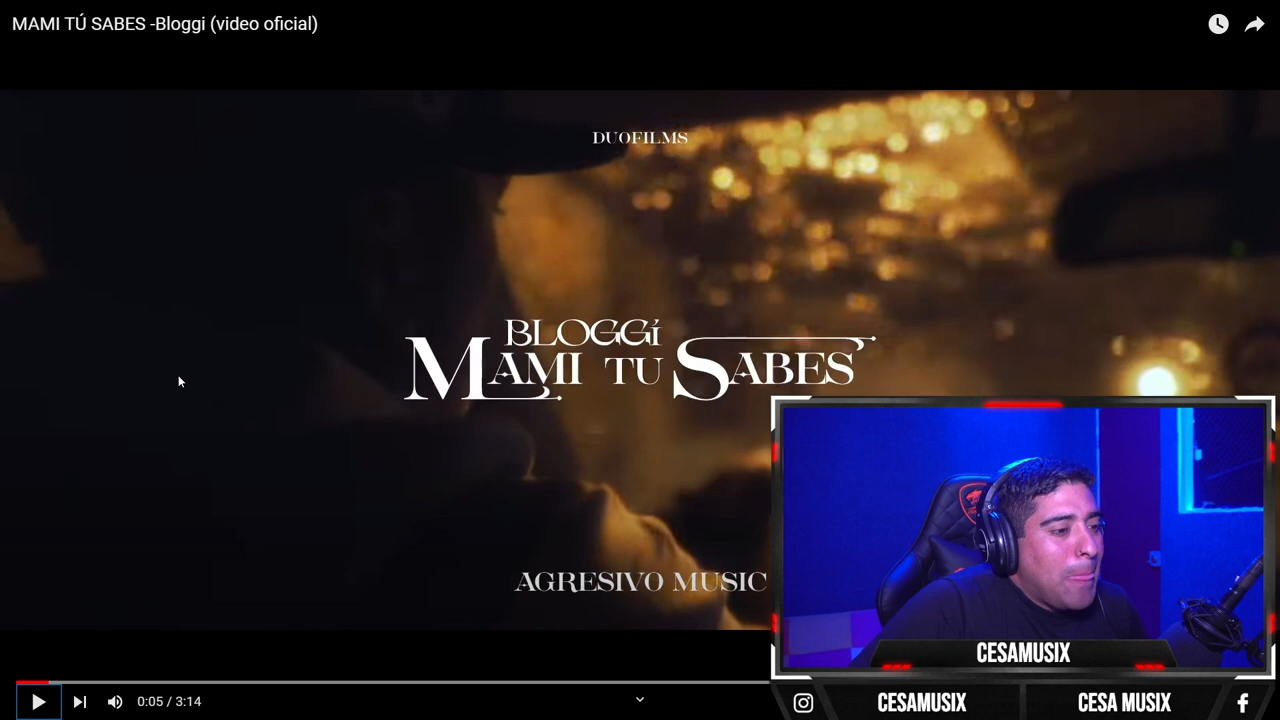 MAMI TÚ SABES -Bloggi (video oficial)
DUOFILMS
BLOGGí
MAMI TU SABES
AGRESIVO MUSIC
CESAMUSIX
0:05 / 3:14
CESAMUSIX
CESA MUSIX